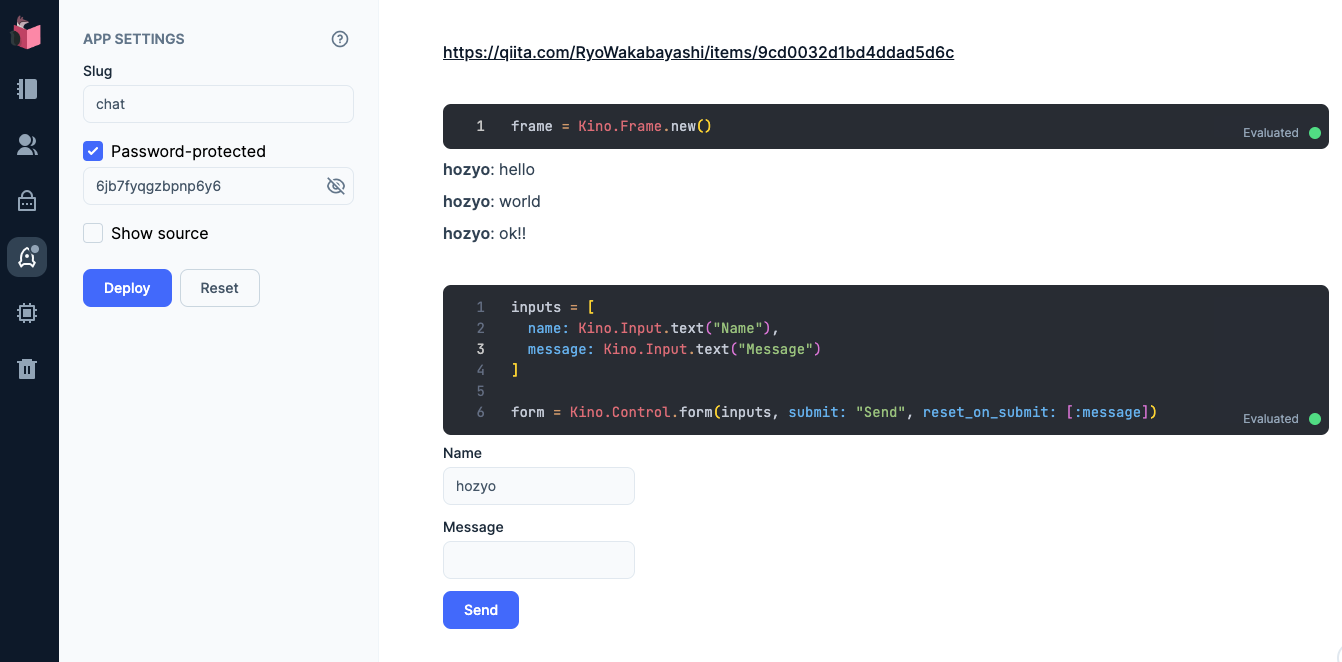 APP SETTINGS
Slug
chat
Password-protected
6jb7fyqgzbpnp6y6
Show source
Deploy
Reset
https://qiita.com/RyoWakabayashi/items/9cd0032d1bd4ddad5d6c
1 frame = Kino.Frame.new()
Evaluated
hozyo: hello
hozyo: world
hozyo: ok!!
1 inputs = [
2   name: Kino.Input.text("Name"),
3   message: Kino.Input.text("Message")
4 ]
5
6 form = Kino.Control.form(inputs, submit: "Send", reset_on_submit: [:message])
Evaluated
Name
hozyo
Message
Send